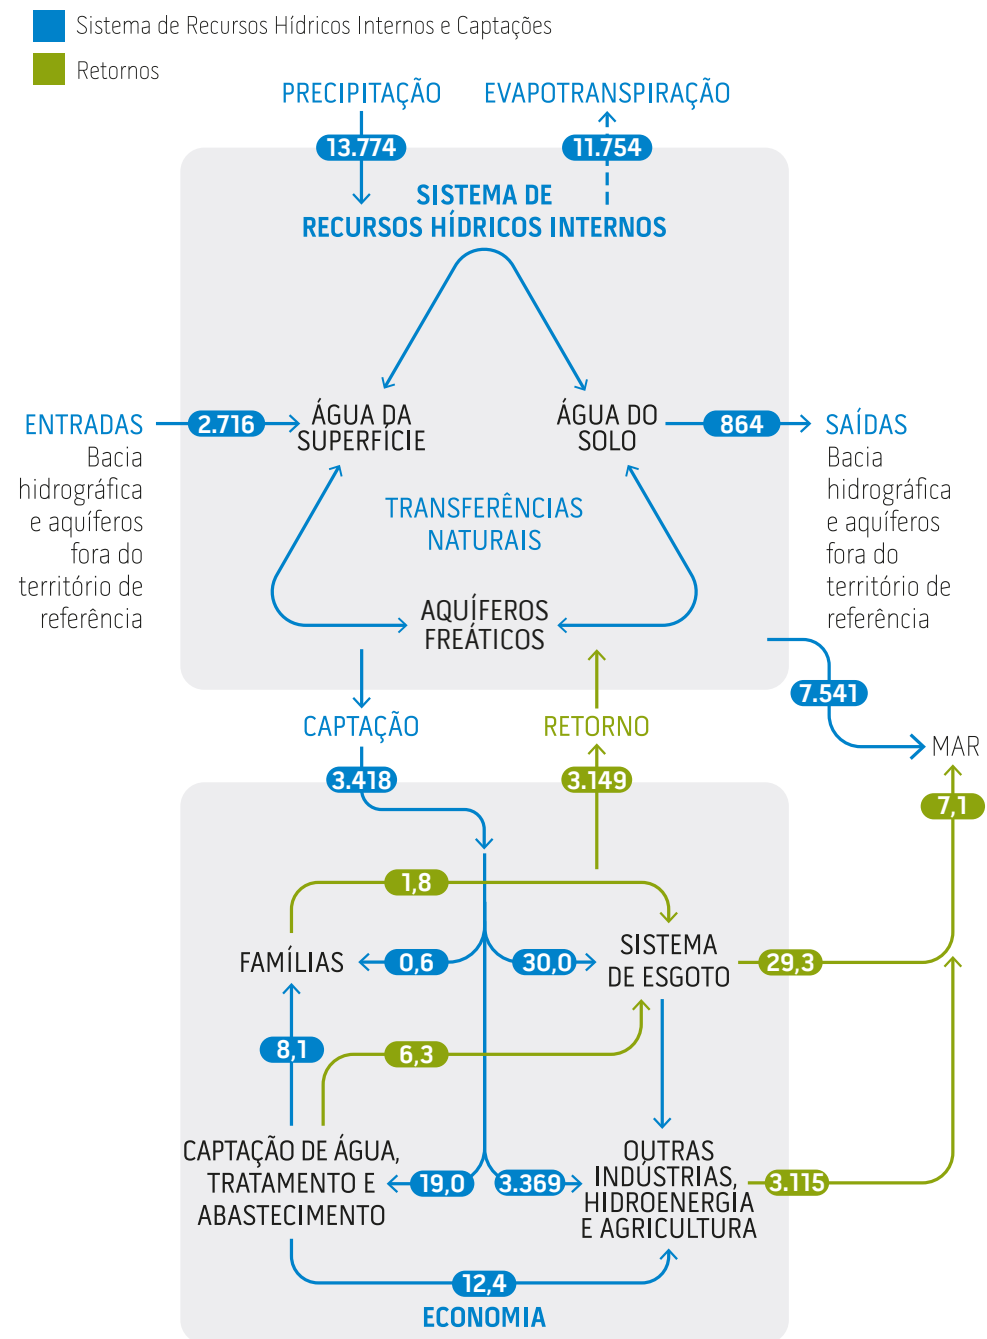 Sistema de Recursos Hídricos Internos e Captações
Retornos
PRECIPITAÇÃO
EVAPOTRANSPIRAÇÃO
13.774
11.754
SISTEMA DE
RECURSOS HÍDRICOS INTERNOS
ENTRADAS
Bacia
hidrográfica
e aquíferos
fora do
território de
referência
2.716
ÁGUA DA
SUPERFÍCIE
ÁGUA DO
SOLO
864
SAÍDAS
Bacia
hidrográfica
e aquíferos
fora do
território de
referência
TRANSFERÊNCIAS
NATURAIS
AQUÍFEROS
FREÁTICOS
7.541
CAPTAÇÃO
RETORNO
MAR
3.418
3.149
7,1
1,8
FAMÍLIAS
0,6
30,0
SISTEMA
DE ESGOTO
29,3
8,1
6,3
CAPTAÇÃO DE ÁGUA,
TRATAMENTO E
ABASTECIMENTO
19,0
3.369
OUTRAS
INDÚSTRIAS,
HIDROENERGIA
E AGRICULTURA
3.115
12,4
ECONOMIA